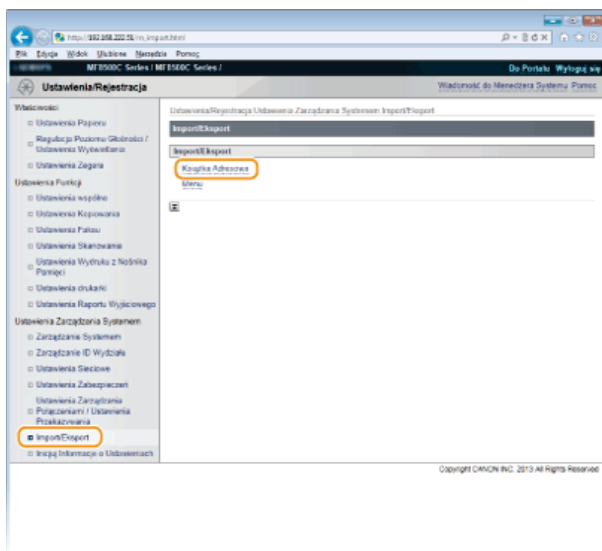 Plik Edycja Widok Ulubione Narzędzia Pomoc
MF8500C Series / MF8500C Series /
Do Portalu Wyloguj się
Ustawienia/Rejestracja
Wiadomość do Menedżera Systemu Pomoc
Właściwości
Ustawienia Papieru
Regulacja Poziomu Głośności /
Ustawienia Wyświetlania
Ustawienia Zegara
Ustawienia Funkcji
Ustawienia wspólne
Ustawienia Kopiowania
Ustawienia Faksu
Ustawienia Skanowania
Ustawienia Wydruku z Nośnika
Pamięci
Ustawienia drukarki
Ustawienia Raportu Wyjściowego
Ustawienia Zarządzania Systemem
Zarządzanie Systemem
Zarządzanie ID Wydziału
Ustawienia Sieciowe
Ustawienia Zabezpieczeń
Ustawienia Zarządzania
Połączeniami / Ustawienia
Przekazywania
Import/Eksport
Inicjuj Informacje o Ustawieniach
Ustawienia/Rejestracja Ustawienia Zarządzania Systemem Import/Eksport
Import/Eksport
Import/Eksport
Książka Adresowa
Menu
Copyright CANON INC. 2013 All Rights Reserved